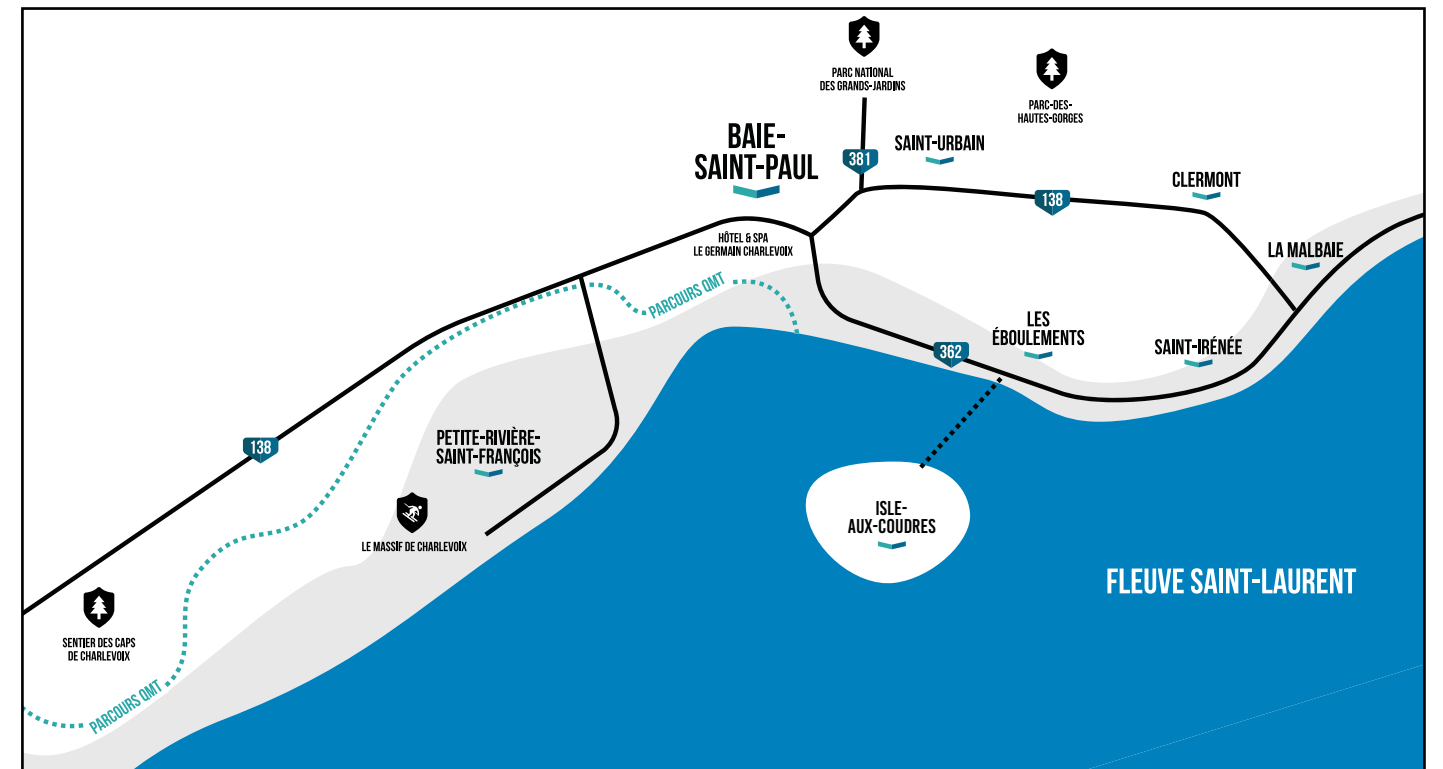 PARC NATIONAL
DES GRANDS-JARDINS
PARC-DES-
HAUTES-GORGES
BAIE-
SAINT-PAUL
381
SAINT-URBAIN
138
CLERMONT
HÔTEL & SPA
LE GERMAIN CHARLEVOIX
LA MALBAIE
PARCOURS QMT
LES
ÉBOULEMENTS
362
SAINT-IRÉNÉE
138
PETITE-RIVIÈRE-
SAINT-FRANÇOIS
LE MASSIF DE CHARLEVOIX
ISLE-
AUX-COUDRES
FLEUVE SAINT-LAURENT
SENTIER DES CAPS
DE CHARLEVOIX
PARCOURS QMT